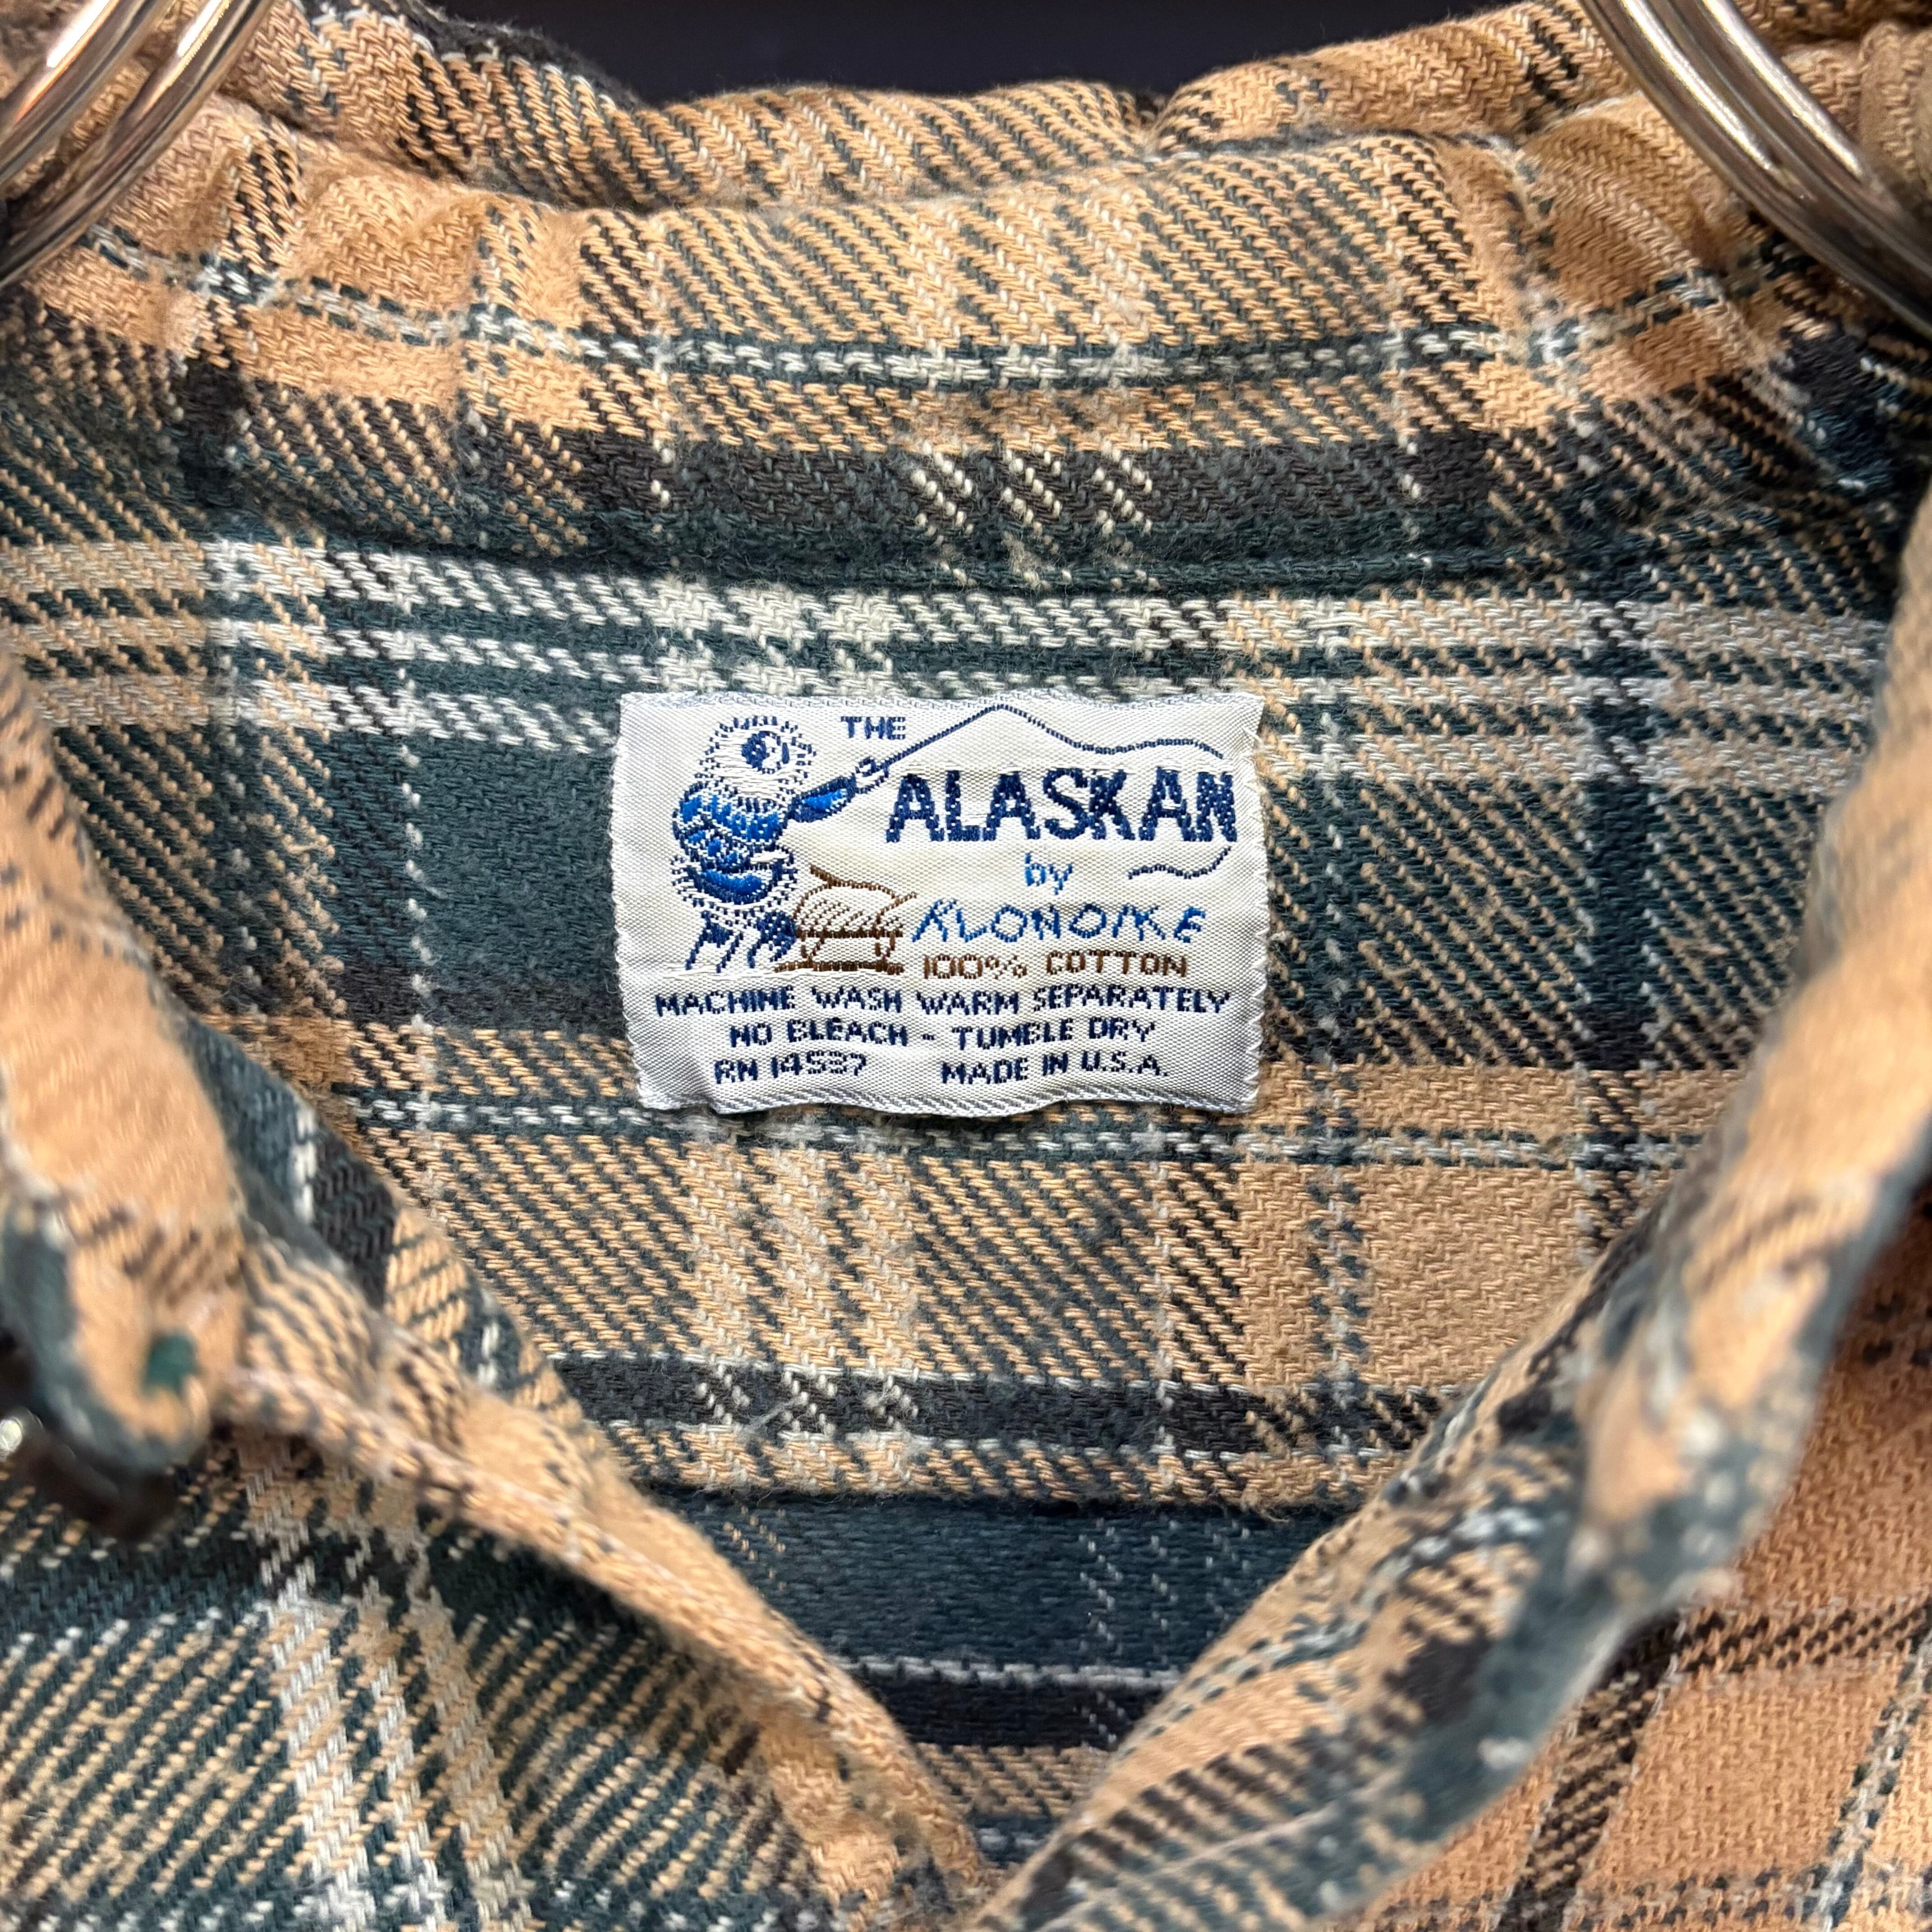 THE
ALASKAN
by
KLONDIKE
100% COTTON
MACHINE WASH WARM SEPARATELY
NO BLEACH - TUMBLE DRY
RN 14537 MADE IN U.S.A.